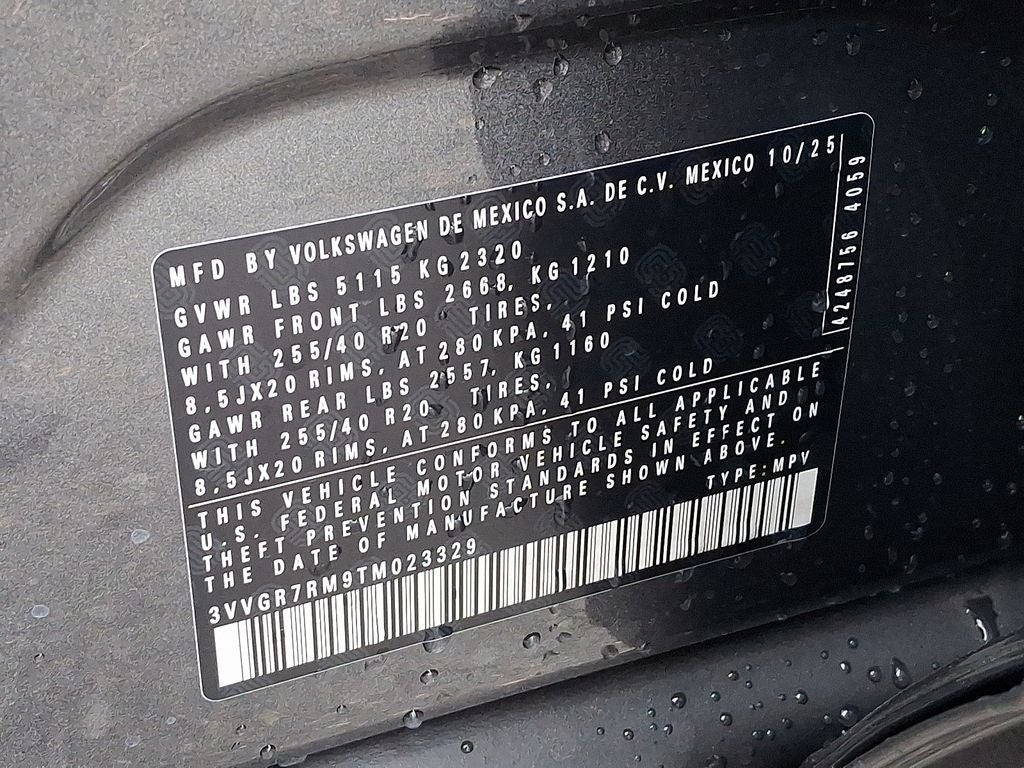 MFD BY VOLKSWAGEN DE MEXICO S.A. DE C.V. MEXICO 10/25
GVWR LBS 5115 KG 2320
GAWR FRONT LBS 2668, KG 1210
WITH 255/40 R20 TIRES,
8,5JX20 RIMS, AT 280 KPA, 41 PSI COLD
GAWR REAR LBS 2557, KG 1160
WITH 255/40 R20 TIRES,
8,5JX20 RIMS, AT 280 KPA, 41 PSI COLD
4248756 4059
THIS VEHICLE CONFORMS TO ALL APPLICABLE
U.S. FEDERAL MOTOR VEHICLE SAFETY AND
THEFT PREVENTION STANDARDS IN EFFECT ON
THE DATE OF MANUFACTURE SHOWN ABOVE.
3VVGR7RM9TM023329 TYPE: MPV